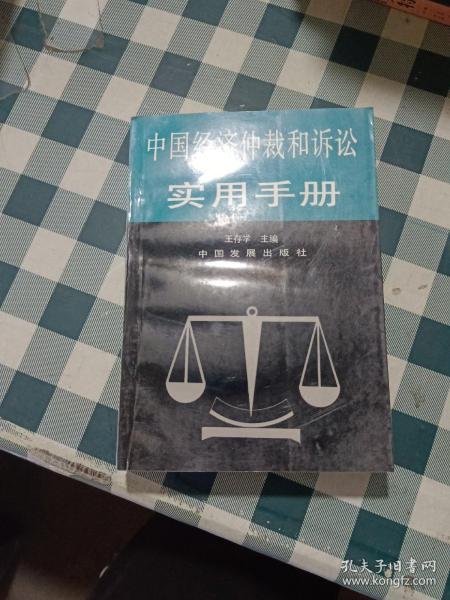 中国经济仲裁和诉讼
实用手册
王存学 主编
中国发展出版社
孔夫子旧书网
www.kongfz.com